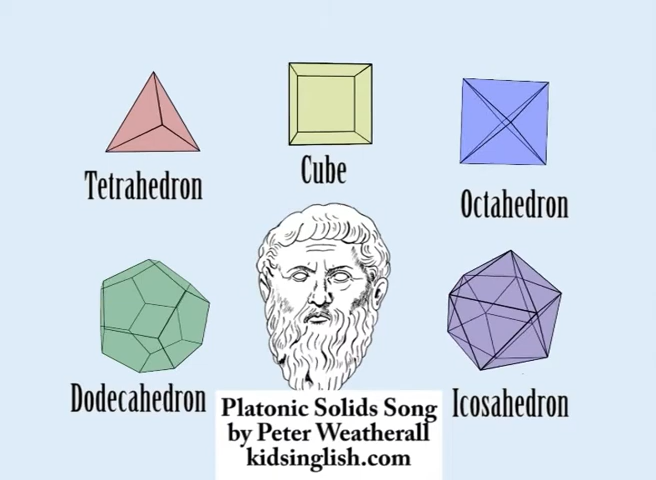 Tetrahedron
Cube
Octahedron
Dodecahedron
Icosahedron
Platonic Solids Song
by Peter Weatherall
kidsinglish.com